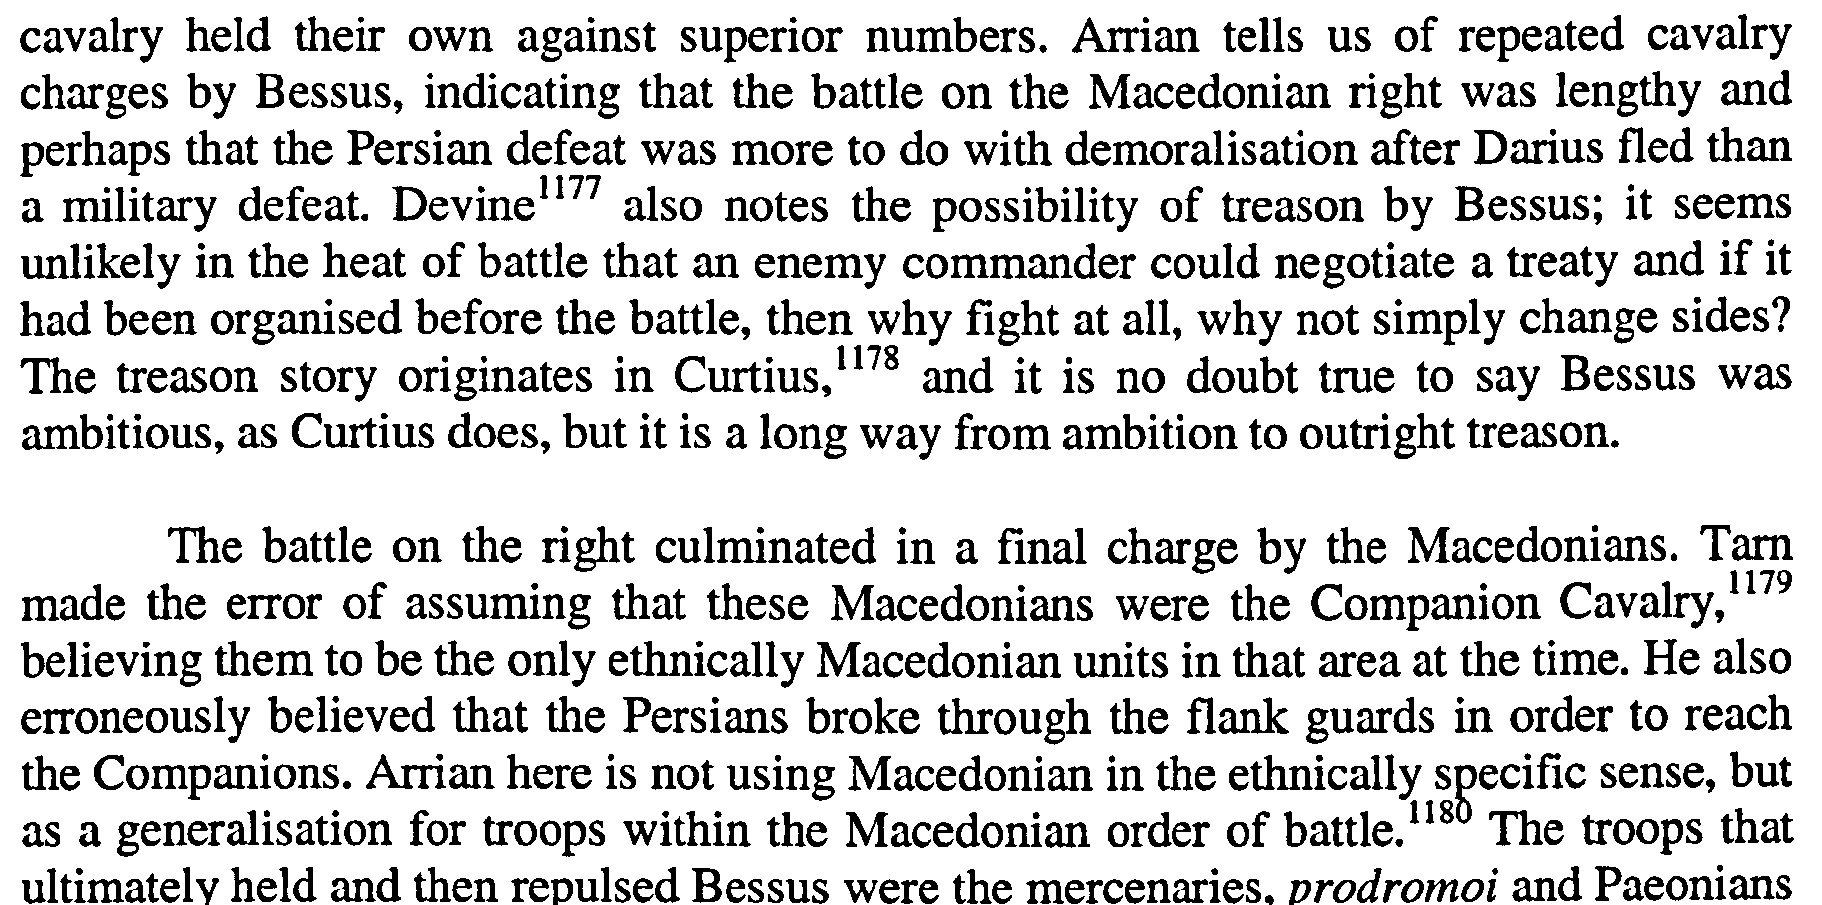 cavalry held their own against superior numbers. Arrian tells us of repeated cavalry
charges by Bessus, indicating that the battle on the Macedonian right was lengthy and
perhaps that the Persian defeat was more to do with demoralisation after Darius fled than
a military defeat. Devine1177 also notes the possibility of treason by Bessus; it seems
unlikely in the heat of battle that an enemy commander could negotiate a treaty and if it
had been organised before the battle, then why fight at all, why not simply change sides?
The treason story originates in Curtius,1178 and it is no doubt true to say Bessus was
ambitious, as Curtius does, but it is a long way from ambition to outright treason.
The battle on the right culminated in a final charge by the Macedonians. Tarn
made the error of assuming that these Macedonians were the Companion Cavalry,1179
believing them to be the only ethnically Macedonian units in that area at the time. He also
erroneously believed that the Persians broke through the flank guards in order to reach
the Companions. Arrian here is not using Macedonian in the ethnically specific sense, but
as a generalisation for troops within the Macedonian order of battle.1180 The troops that
ultimately held and then repulsed Bessus were the mercenaries, prodromoi and Paeonians